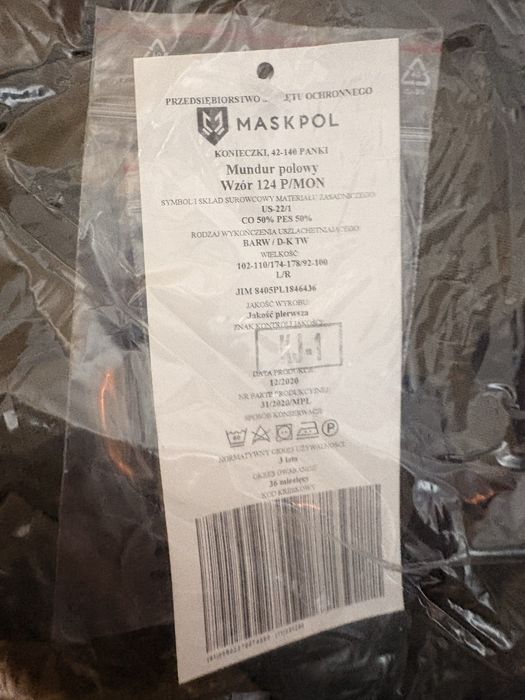 PRZEDSIĘBIORSTWO SPRZĘTU OCHRONNEGO
MASKPOL
KONIECZKI, 42-140 PANKI
Mundur polowy
Wzór 124 P/MON
SYMBOL I SKŁAD SUROWCOWY MATERIAŁU ZASADNICZEGO:
US-22/1
CO 50% PES 50%
RODZAJ WYKOŃCZENIA USZLACHETNIAJĄCEGO:
BARW / D-K TW
WIELKOŚĆ:
102-110/174-178/92-100
L/R
JIM 8405PL1846436
JAKOŚĆ WYROBU:
Jakość pierwsza
ZNAK KONTROLI JAKOŚCI:
KJ-1
DATA PRODUKCJI:
12/2020
NR PARTII PRODUKCYJNEJ:
31/2020/MPL
SPOSÓB KONSERWACJI:
NORMATYWNY OKRES UŻYWALNOŚCI:
3 lata
OKRES GWARANCJI:
36 miesięcy
KOD KRESKOWY